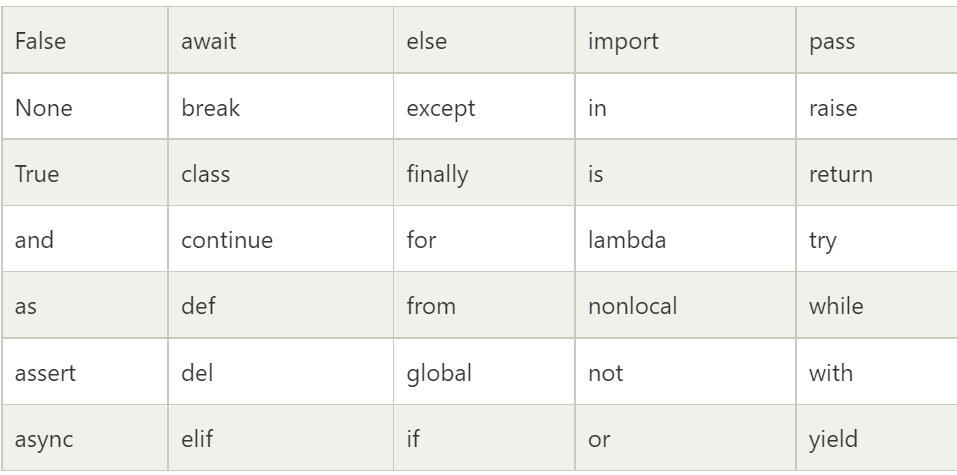 False await else import pass
None break except in raise
True class finally is return
and continue for lambda try
as def from nonlocal while
assert del global not with
async elif if or yield